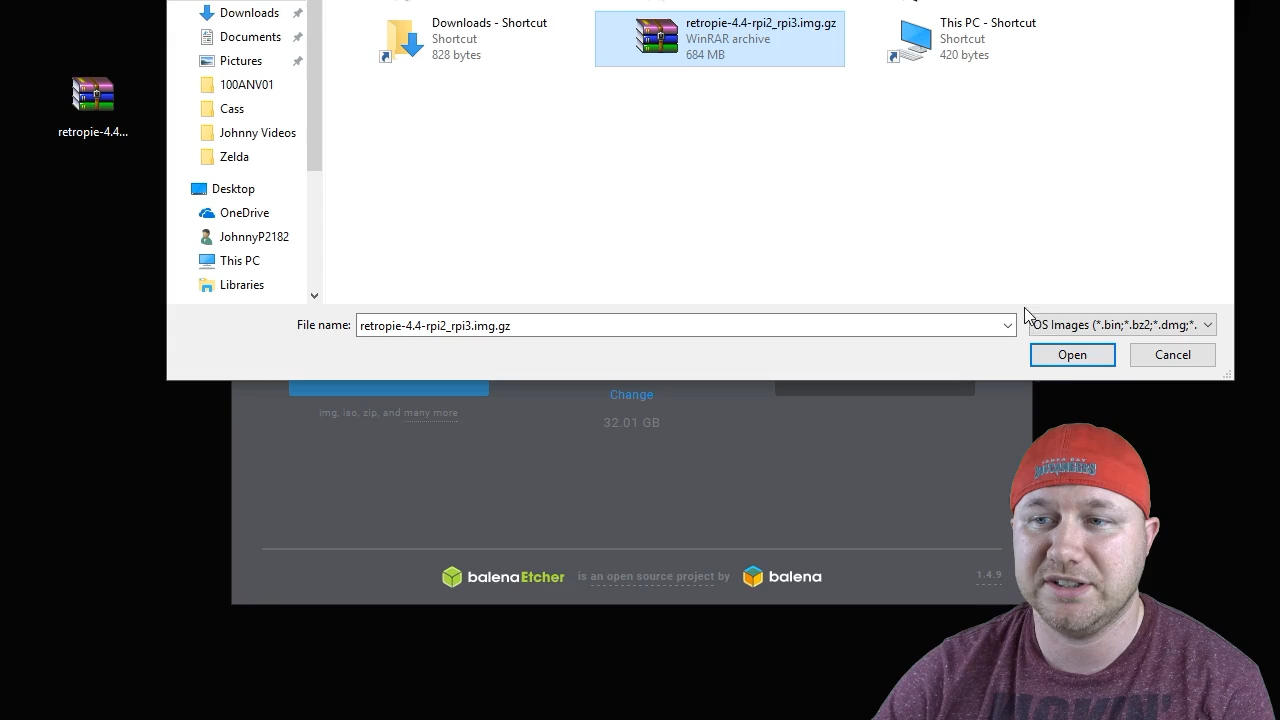 Downloads
Documents
Pictures
100ANV01
Cass
Johnny Videos
Zelda
Desktop
OneDrive
JohnnyP2182
This PC
Libraries
Downloads - Shortcut
Shortcut
828 bytes
retropie-4.4-rpi2_rpi3.img.gz
WinRAR archive
684 MB
This PC - Shortcut
Shortcut
420 bytes
retropie-4.4...
File name:
retropie-4.4-rpi2_rpi3.img.gz
OS Images (*.bin;*.bz2;*.dmg;*.
Open
Cancel
img, iso, zip, and many more
Change
32.01 GB
balenaEtcher is an open source project by balena
1.4.9
TAMPA BAY
BUCCANEERS